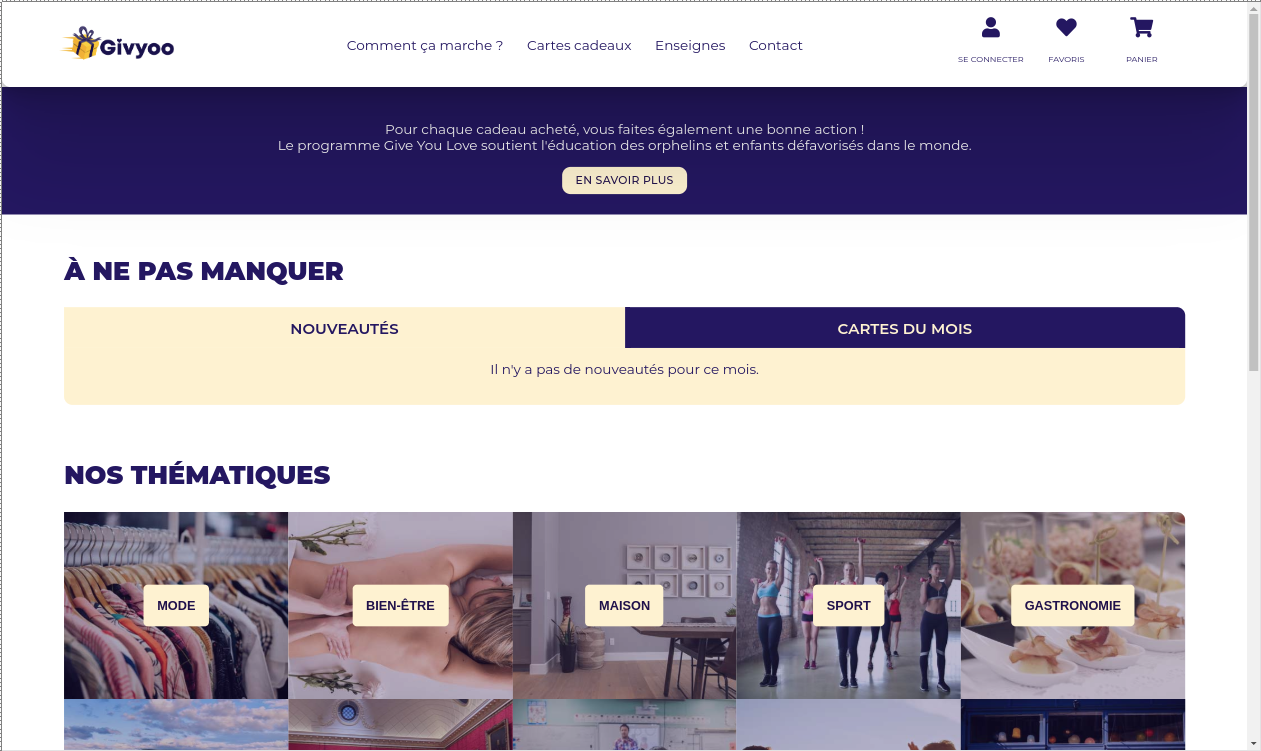 Givyoo
Comment ça marche ?
Cartes cadeaux
Enseignes
Contact
SE CONNECTER
FAVORIS
PANIER
Pour chaque cadeau acheté, vous faites également une bonne action !
Le programme Give You Love soutient l'éducation des orphelins et enfants défavorisés dans le monde.
EN SAVOIR PLUS
À NE PAS MANQUER
NOUVEAUTÉS
CARTES DU MOIS
Il n'y a pas de nouveautés pour ce mois.
NOS THÉMATIQUES
MODE
BIEN-ÊTRE
MAISON
SPORT
GASTRONOMIE